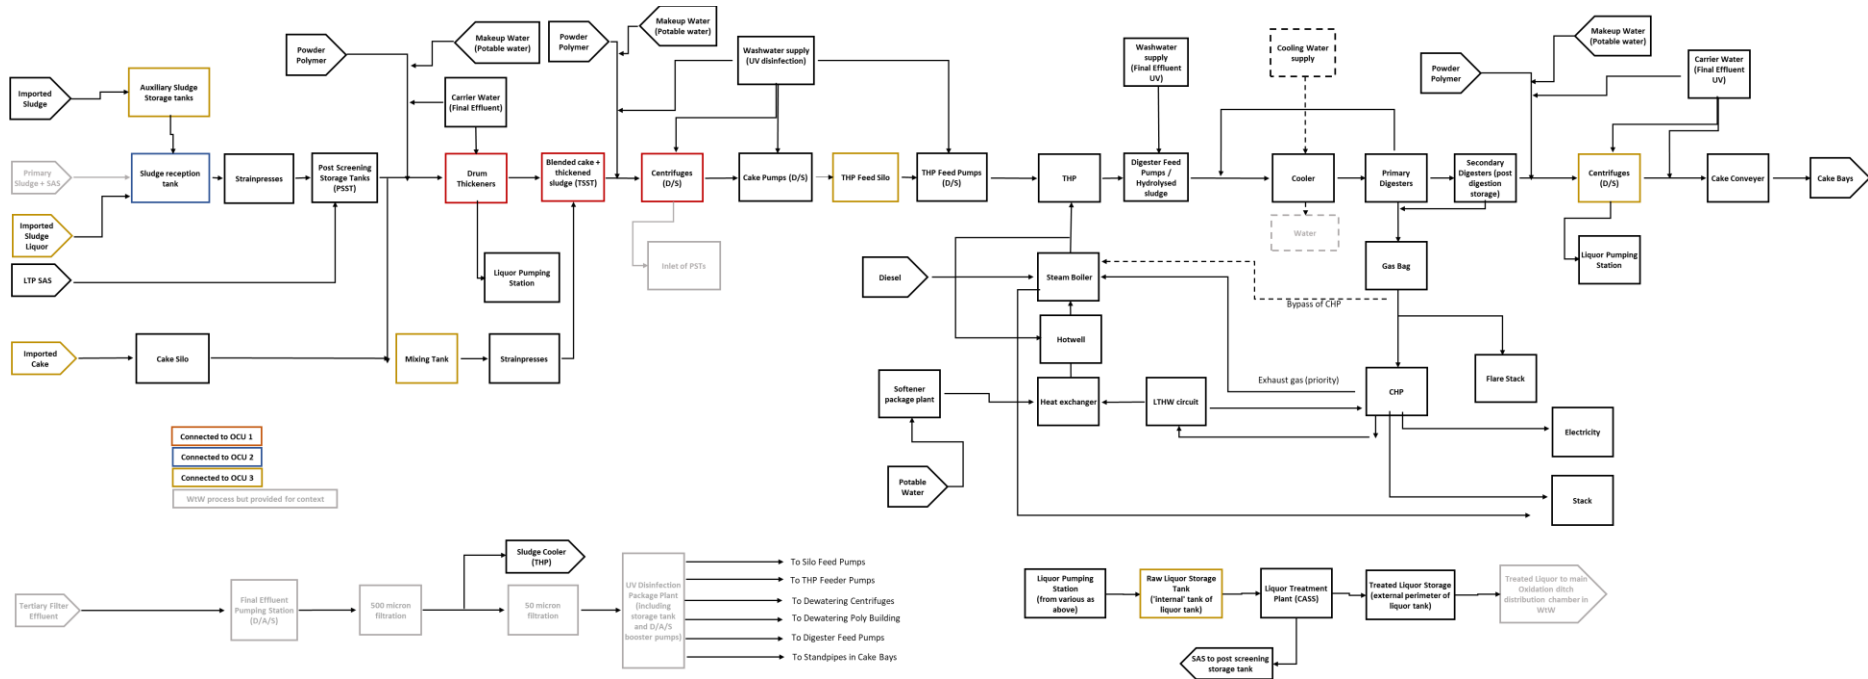 Makeup Water
(Potable water)
Powder
Polymer
Makeup Water
(Potable water)
Powder
Polymer
Washwater supply
(UV disinfection)
Washwater
supply
(Final Effluent
UV)
Cooling Water
supply
Makeup Water
(Potable water)
Powder
Polymer
Carrier Water
(Final Effluent
UV)
Imported
Sludge
Auxiliary Sludge
Storage tanks
Carrier Water
(Final Effluent)
Primary
Sludge + SAS
Sludge reception
tank
Strainpresses
Post Screening
Storage Tanks
(PSST)
Drum
Thickeners
Blended cake +
thickened
sludge (TSST)
Centrifuges
(D/S)
Cake Pumps (D/S)
THP Feed Silo
THP Feed Pumps
(D/S)
THP
Digester Feed
Pumps /
Hydrolysed sludge
Cooler
Primary
Digesters
Secondary
Digesters (post
digestion
storage)
Centrifuges
(D/S)
Cake Conveyer
Cake Bays
Imported
Sludge
Liquor
LTP SAS
Liquor Pumping
Station
Inlet of PSTs
Water
Diesel
Steam Boiler
Gas Bag
Liquor Pumping
Station
Bypass of CHP
Imported
Cake
Cake Silo
Mixing Tank
Strainpresses
Hotwell
Softener
package plant
Heat exchanger
LTHW circuit
Exhaust gas (priority)
CHP
Flare Stack
Electricity
Potable
Water
Stack
Connected to OCU 1
Connected to OCU 2
Connected to OCU 3
WtW process but provided for context
Tertiary Filter
Effluent
Final Effluent
Pumping Station
(D/A/S)
500 micron
filtration
Sludge Cooler
(THP)
50 micron
filtration
UV Disinfection
Package Plant
(including
storage tank
and D/A/S
booster pumps)
To Silo Feed Pumps
To THP Feeder Pumps
To Dewatering Centrifuges
To Dewatering Poly Building
To Digester Feed Pumps
To Standpipes in Cake Bays
Liquor Pumping
Station
(from various as
above)
Raw Liquor Storage
Tank
('internal' tank of
liquor tank)
Liquor Treatment
Plant (CASS)
Treated Liquor Storage
(external perimeter of
liquor tank)
Treated Liquor to main
Oxidation ditch
distribution chamber in
WtW
SAS to post screening
storage tank